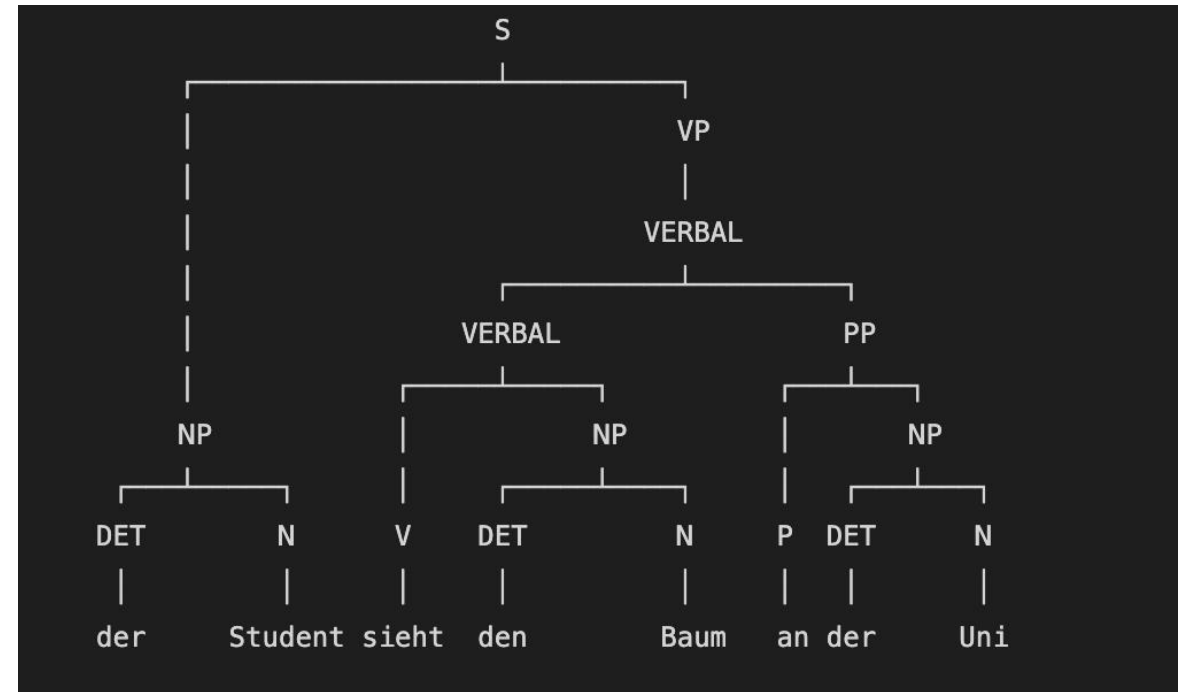 S
VP
VERBAL
VERBAL PP
NP NP NP
DET N V DET N P DET N
der Student sieht den Baum an der Uni